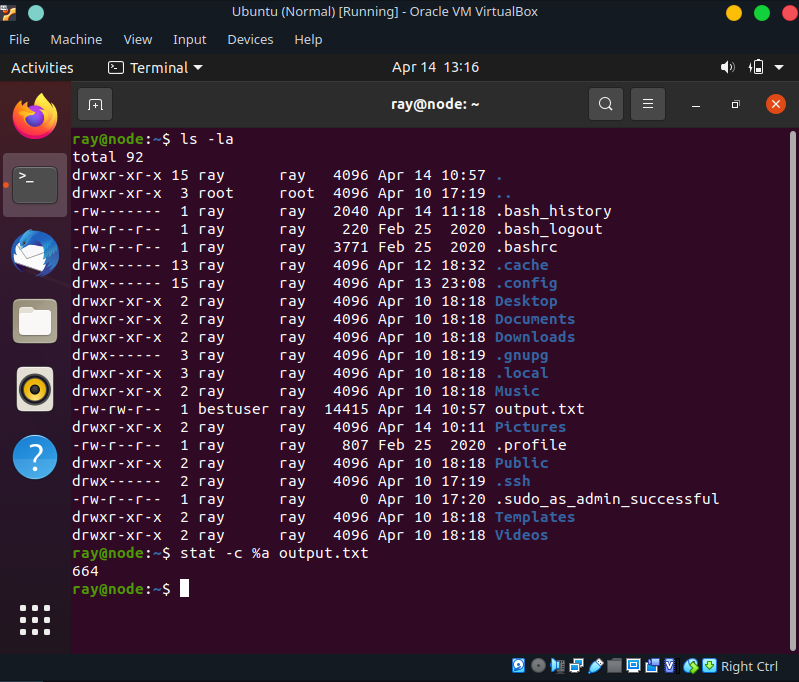 Ubuntu (Normal) [Running] - Oracle VM VirtualBox
File Machine View Input Devices Help
Activities Terminal Apr 14 13:16
ray@node: ~
ray@node:~$ ls -la
total 92
drwxr-xr-x 15 ray      ray   4096 Apr 14 10:57 .
drwxr-xr-x  3 root     root  4096 Apr 10 17:19 ..
-rw-------  1 ray      ray   2040 Apr 14 11:18 .bash_history
-rw-r--r--  1 ray      ray    220 Feb 25  2020 .bash_logout
-rw-r--r--  1 ray      ray   3771 Feb 25  2020 .bashrc
drwx------ 13 ray      ray   4096 Apr 12 18:32 .cache
drwx------ 15 ray      ray   4096 Apr 13 23:08 .config
drwxr-xr-x  2 ray      ray   4096 Apr 10 18:18 Desktop
drwxr-xr-x  2 ray      ray   4096 Apr 10 18:18 Documents
drwxr-xr-x  2 ray      ray   4096 Apr 10 18:18 Downloads
drwx------  3 ray      ray   4096 Apr 10 18:19 .gnupg
drwxr-xr-x  3 ray      ray   4096 Apr 10 18:18 .local
drwxr-xr-x  2 ray      ray   4096 Apr 10 18:18 Music
-rw-rw-r--  1 bestuser ray  14415 Apr 14 10:57 output.txt
drwxr-xr-x  2 ray      ray   4096 Apr 14 10:11 Pictures
-rw-r--r--  1 ray      ray    807 Feb 25  2020 .profile
drwxr-xr-x  2 ray      ray   4096 Apr 10 18:18 Public
drwx------  2 ray      ray   4096 Apr 10 17:19 .ssh
-rw-r--r--  1 ray      ray      0 Apr 10 17:20 .sudo_as_admin_successful
drwxr-xr-x  2 ray      ray   4096 Apr 10 18:18 Templates
drwxr-xr-x  2 ray      ray   4096 Apr 10 18:18 Videos
ray@node:~$ stat -c %a output.txt
664
ray@node:~$
Right Ctrl